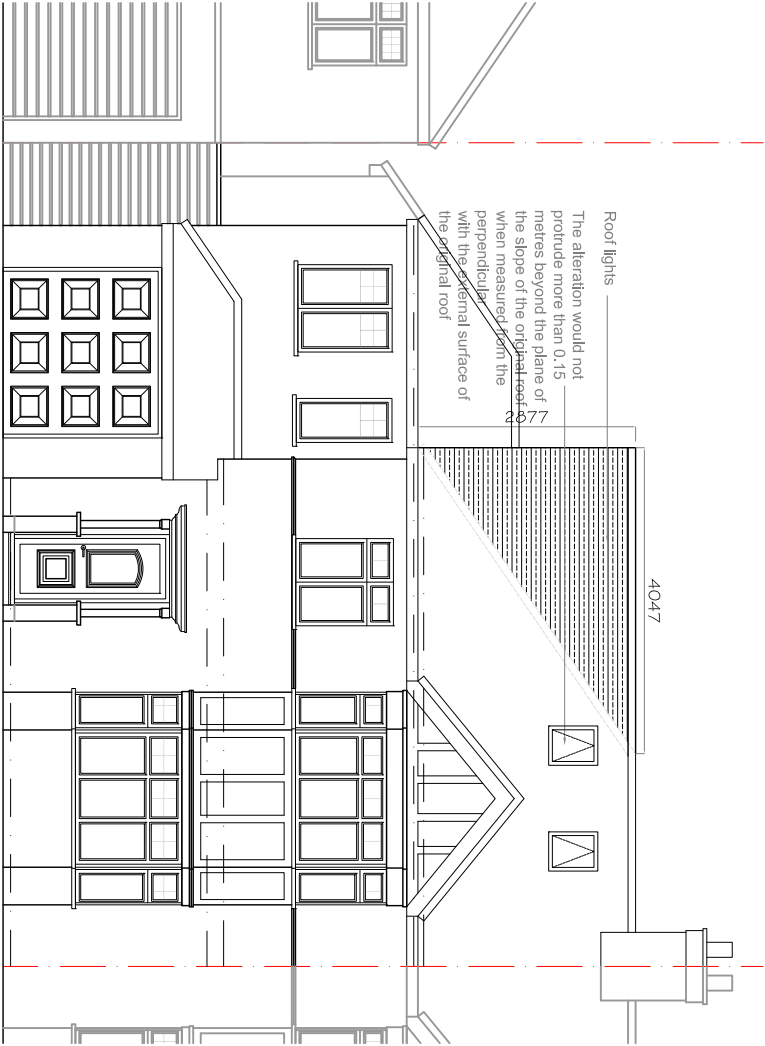 Roof lights
The alteration would not
protrude more than 0.15
metres beyond the plane of
the slope of the original roof
when measured from the
perpendicular
with the external surface of
the original roof
2877
4047